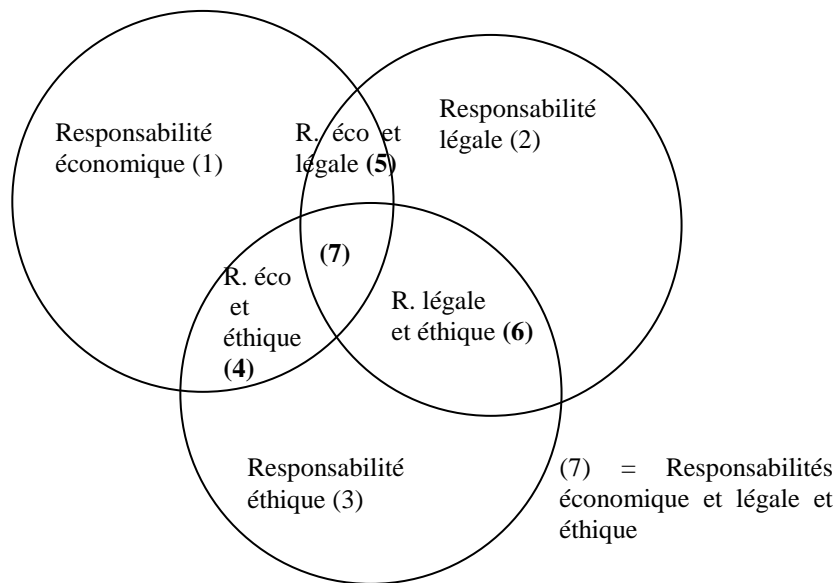 Responsabilité
économique (1)
R. éco et
légale (5)
Responsabilité
légale (2)
(7)
R. éco
et
éthique
(4)
R. légale
et éthique (6)
Responsabilité
éthique (3)
(7) = Responsabilités
économique et légale et
éthique